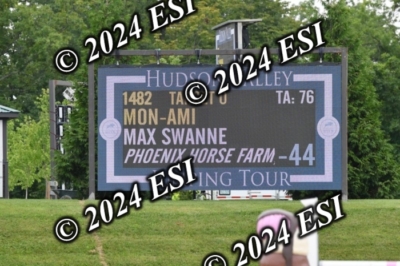 © 2024 ESI
© 2024 ESI
HUDSON VALLEY
1482 TA: 76
MON-AMI
MAX SWANNE
PHOENIX HORSE FARM -44
© 2024 ESI
TOUR
© 2024 ESI
© 2024 ESI